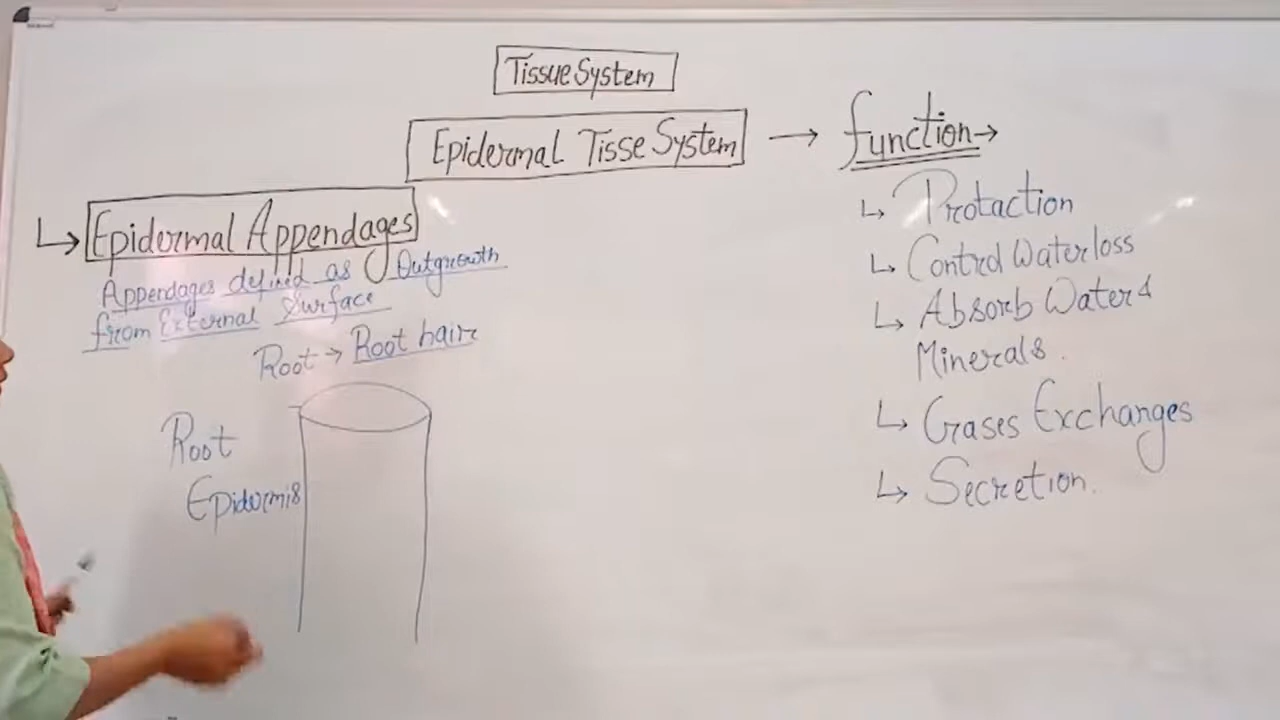 Tissue System
Epidermal Tisse System → function→
↳ Epidermal Appendages
Appendages defined as Outgrowth
from External Surface
Root → Root hair
Root
Epidermis
↳ Protaction
↳ Control Waterloss
↳ Absorb Water &
Minerals.
↳ Gases Exchanges
↳ Secretion.